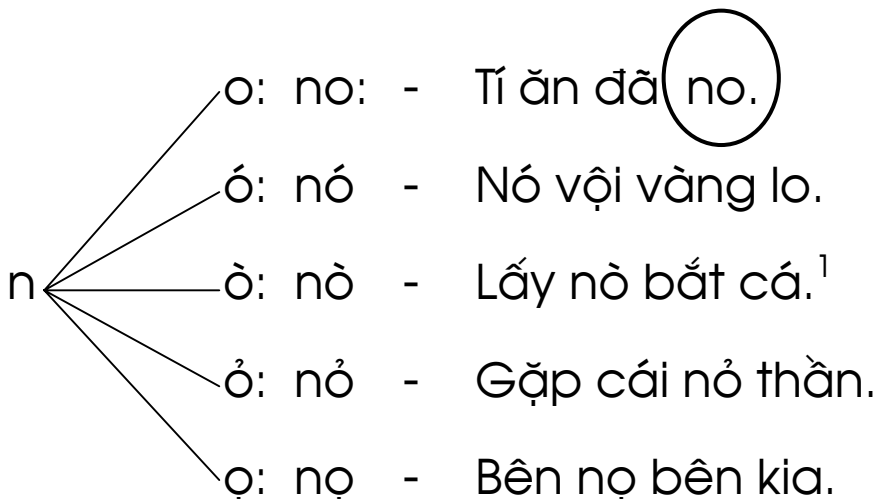 o: no: - Tí ăn đã no.
ó: nó - Nó vội vàng lo.
n ò: nò - Lấy nò bắt cá.1
ỏ: nỏ - Gặp cái nỏ thần.
ọ: nọ - Bên nọ bên kia.